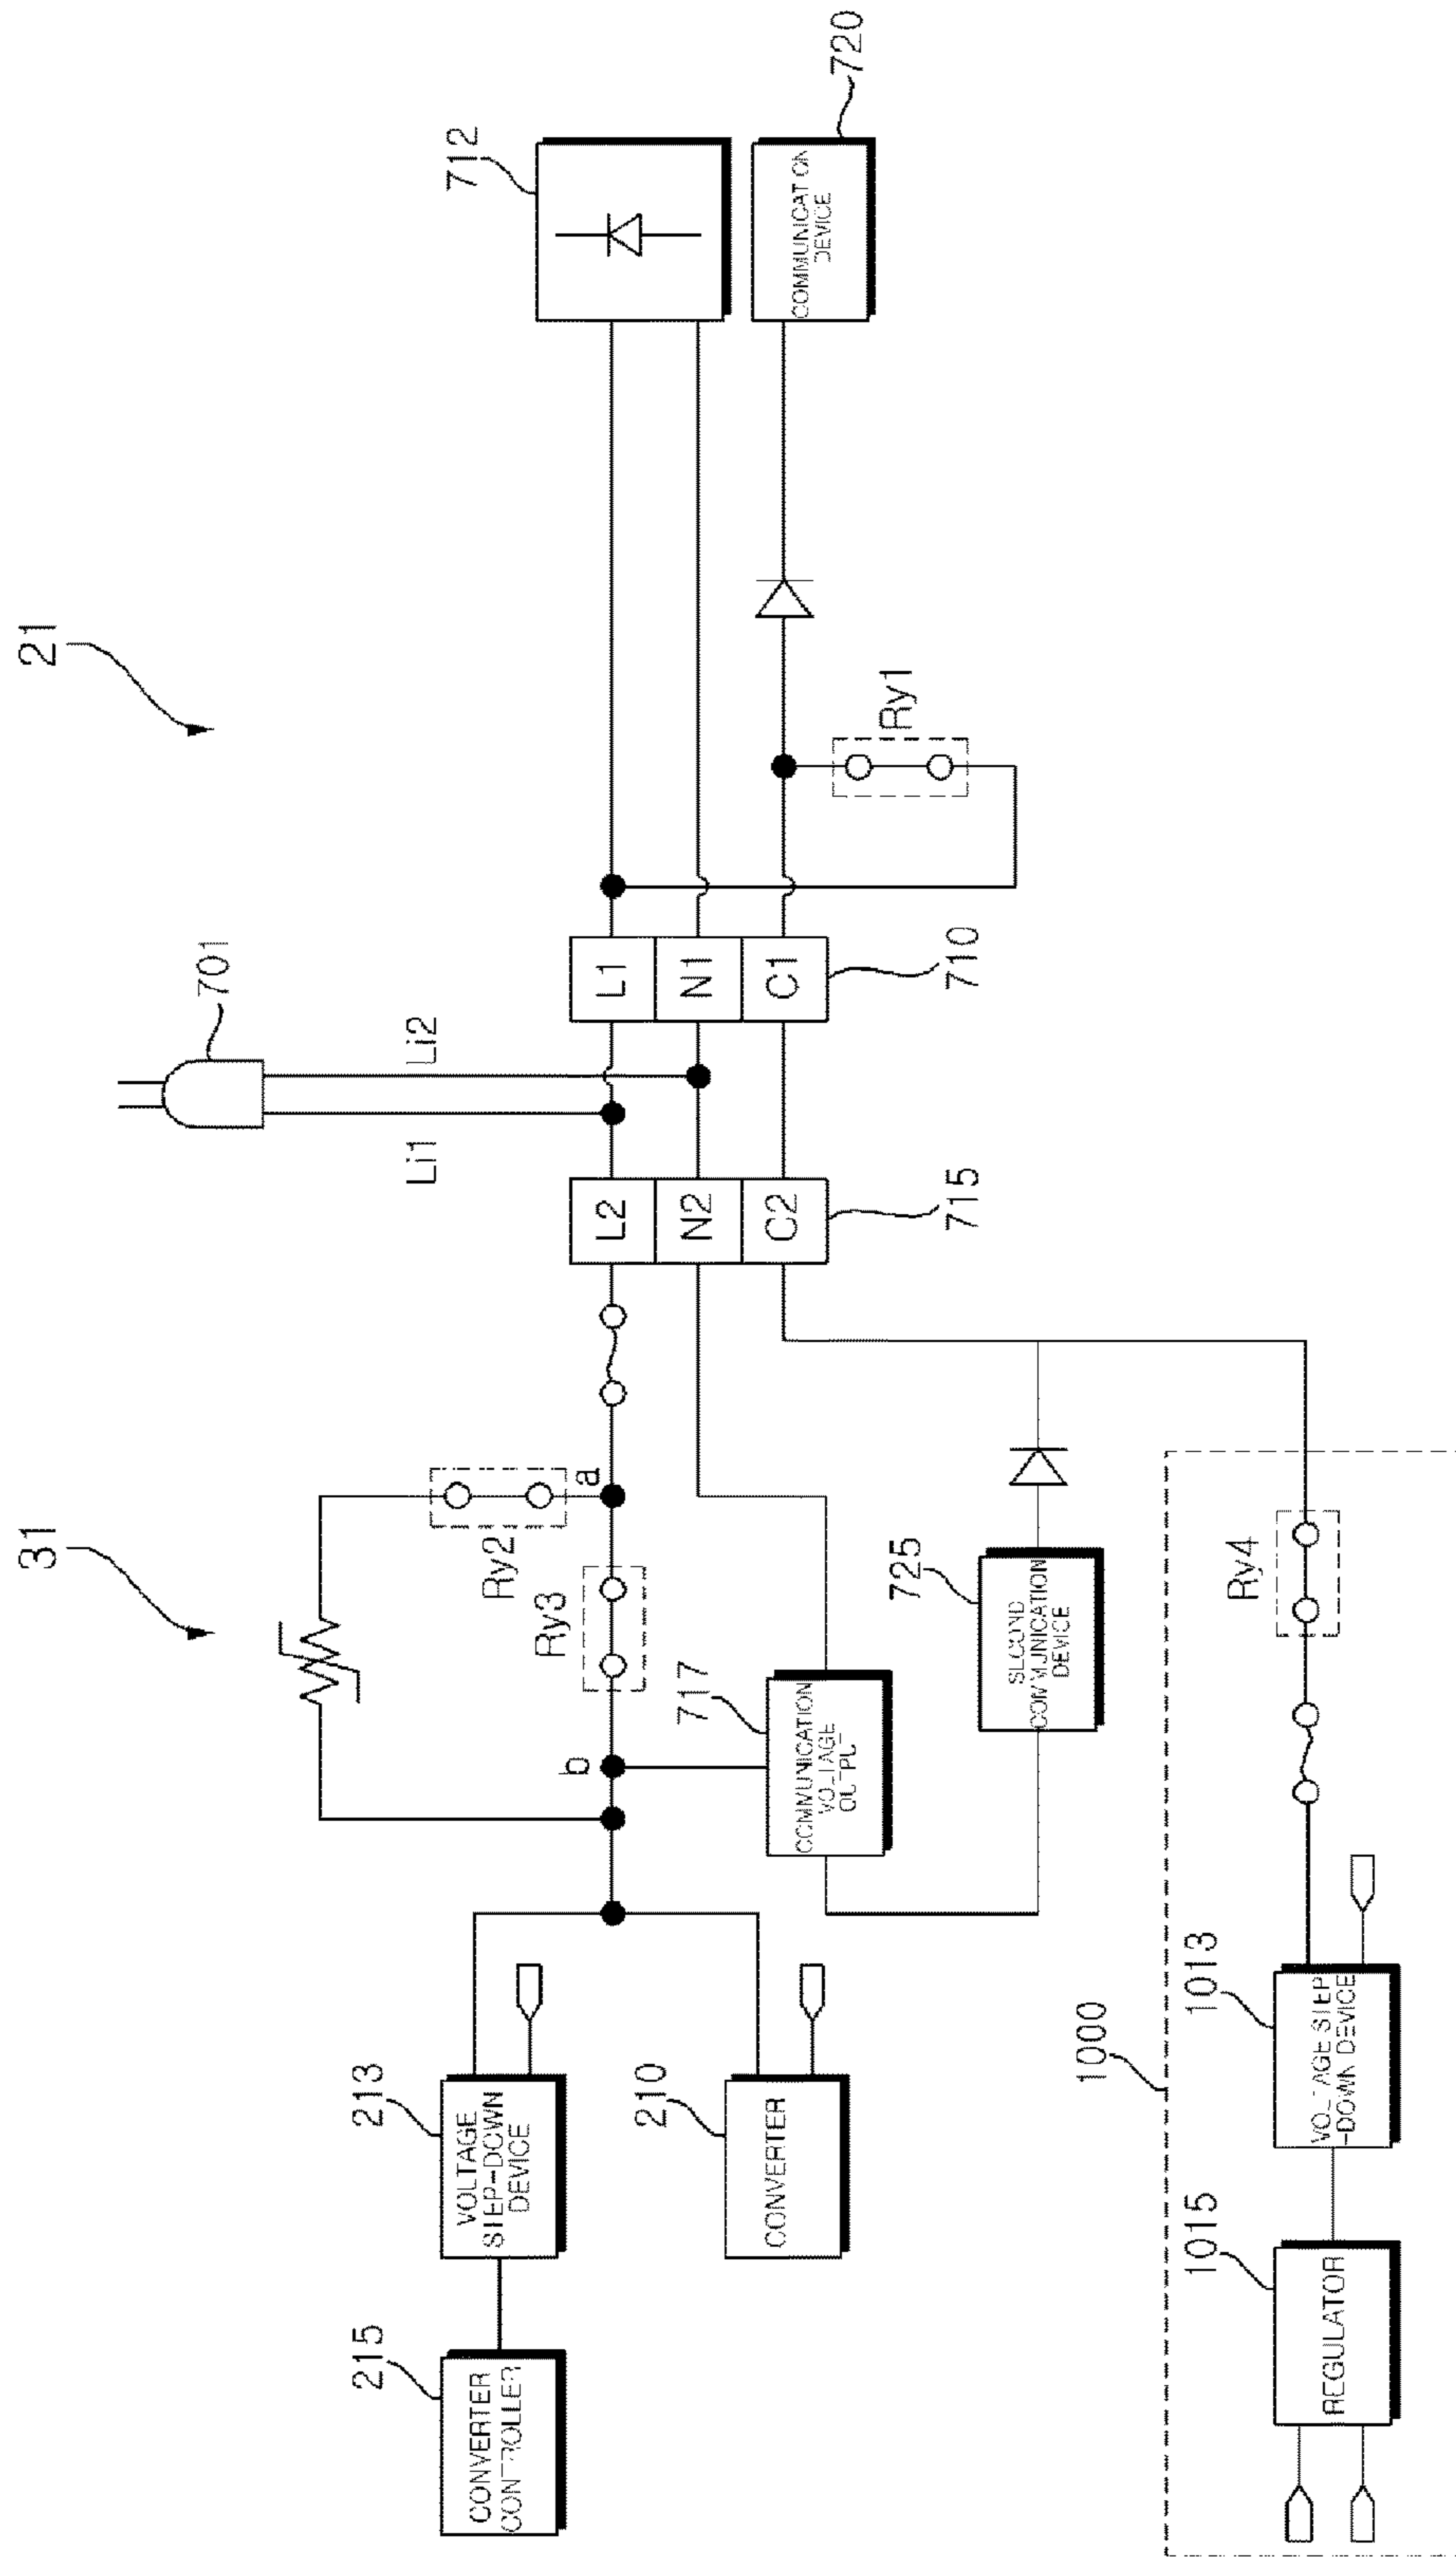 31
21
215
CONVERTER
CONTROLLER
213
VOLTAGE
STEP-DOWN
DEVICE
210
CONVERTER
b
Ry3
Ry2
a
717
COMMUNICATION
VOLTAGE
OUTPUT
725
SECOND
COMMUNICATION
DEVICE
Li1
Li2
701
L2
N2
C2
715
L1
N1
C1
710
Ry1
712
720
COMMUNICATION
DEVICE
1000
1015
REGULATOR
1013
VOLTAGE STEP
-DOWN DEVICE
Ry4